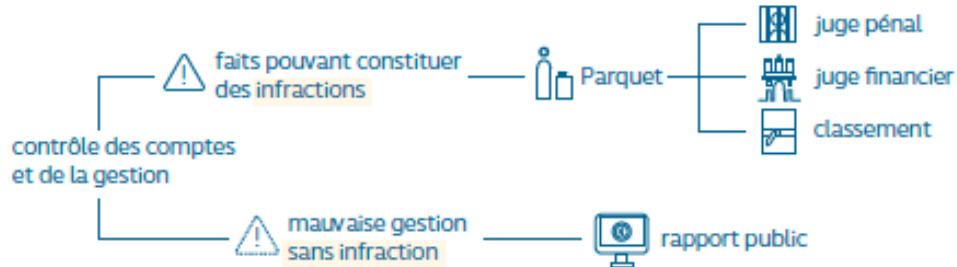 juge pénal
faits pouvant constituer
des infractions
Parquet
juge financier
classement
contrôle des comptes
et de la gestion
mauvaise gestion
sans infraction
rapport public